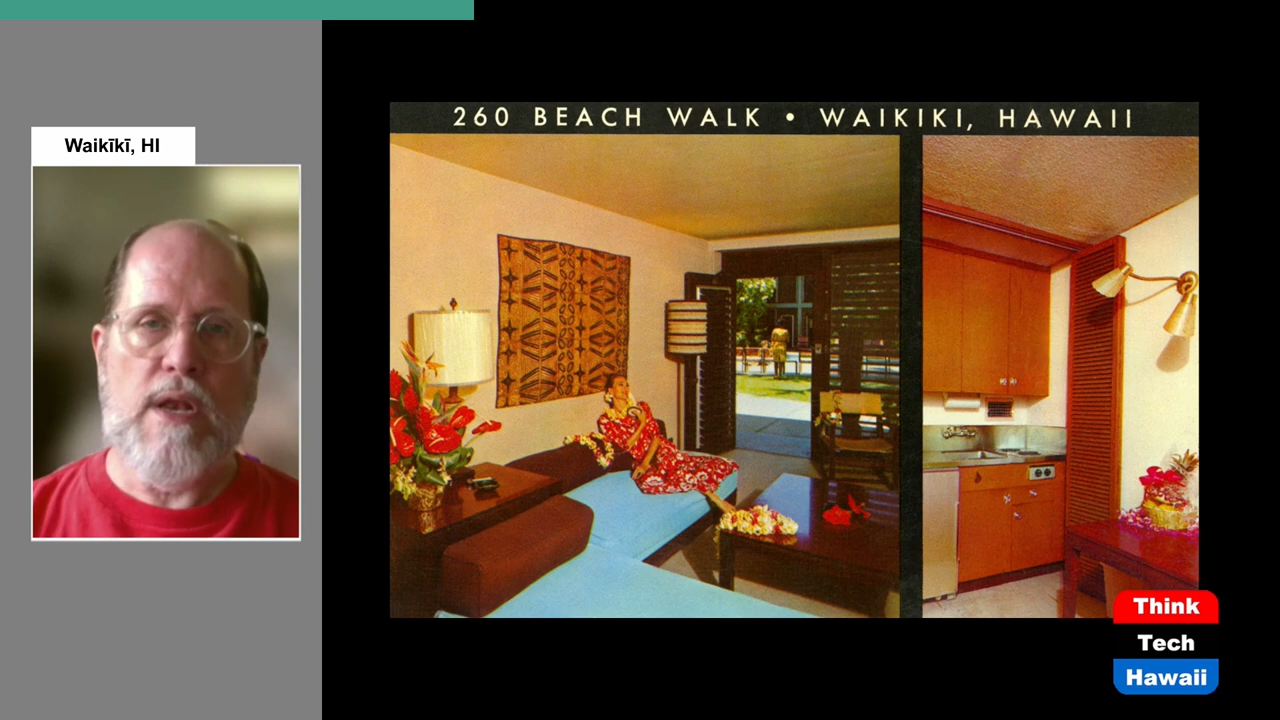 Waikīkī, HI
260 BEACH WALK • WAIKIKI, HAWAII
Think
Tech
Hawaii